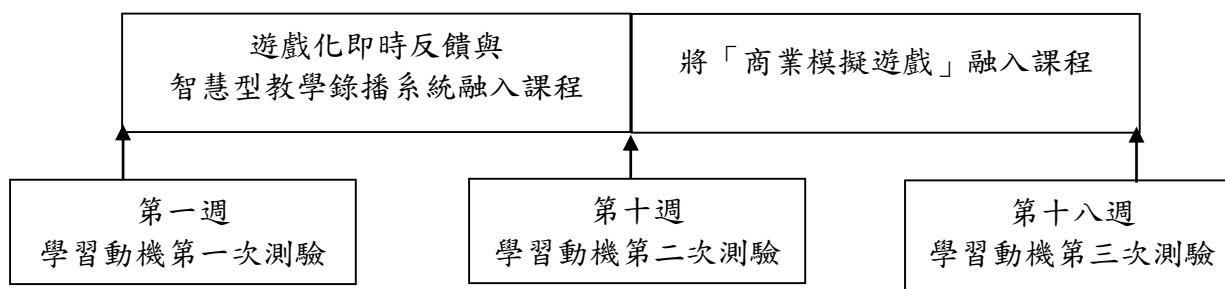 遊戲化即時反饋與
智慧型教學錄播系統融入課程
將「商業模擬遊戲」融入課程
第一週
學習動機第一次測驗
第十週
學習動機第二次測驗
第十八週
學習動機第三次測驗